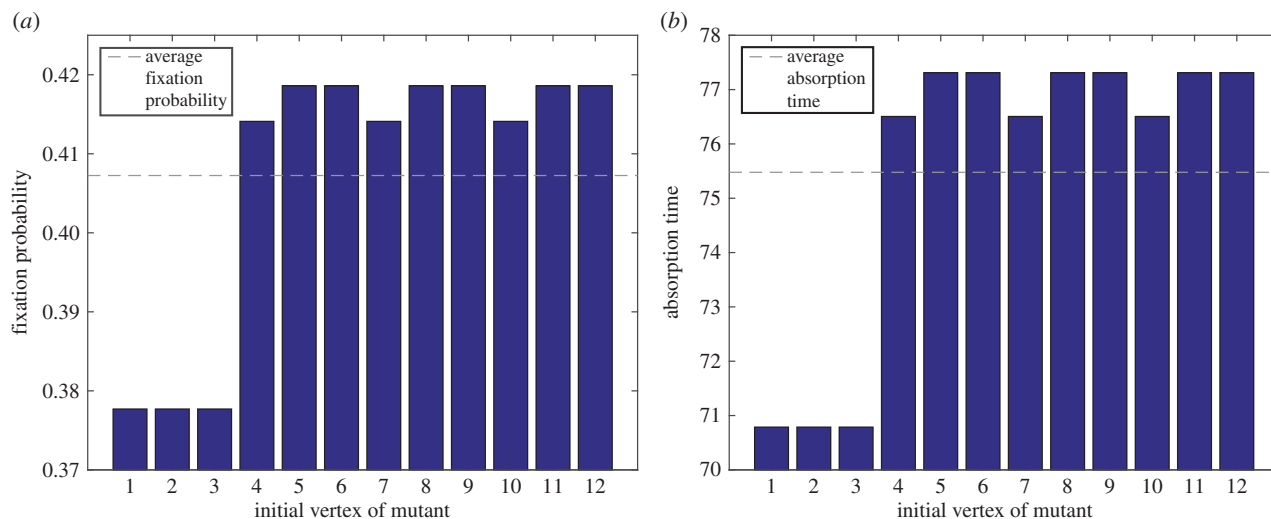 (a)
average
fixation
probability
0.42
0.41
0.40
0.39
0.38
0.37
fixation probability
1 2 3 4 5 6 7 8 9 10 11 12
initial vertex of mutant
(b)
average
absorption
time
78
77
76
75
74
73
72
71
70
absorption time
1 2 3 4 5 6 7 8 9 10 11 12
initial vertex of mutant